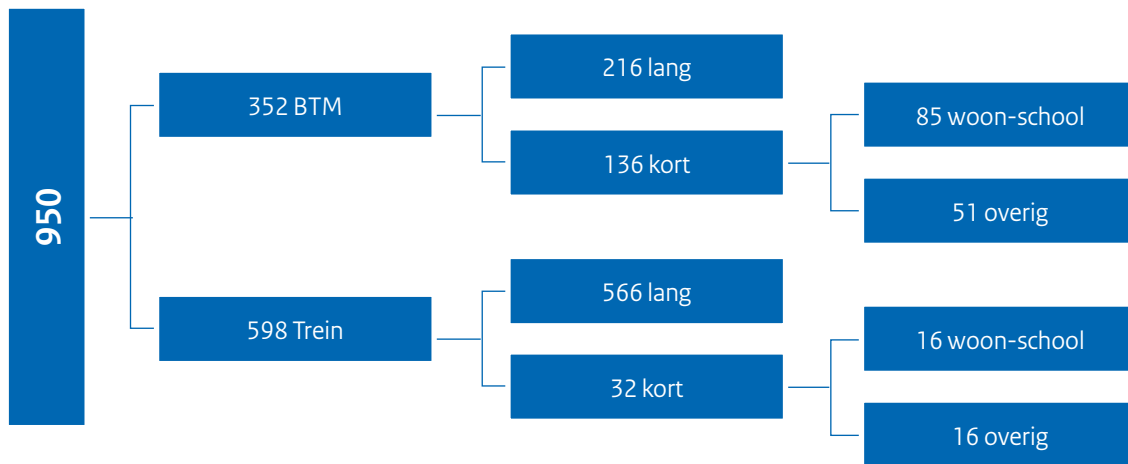 950
352 BTM
216 lang
136 kort
85 woon-school
51 overig
598 Trein
566 lang
32 kort
16 woon-school
16 overig